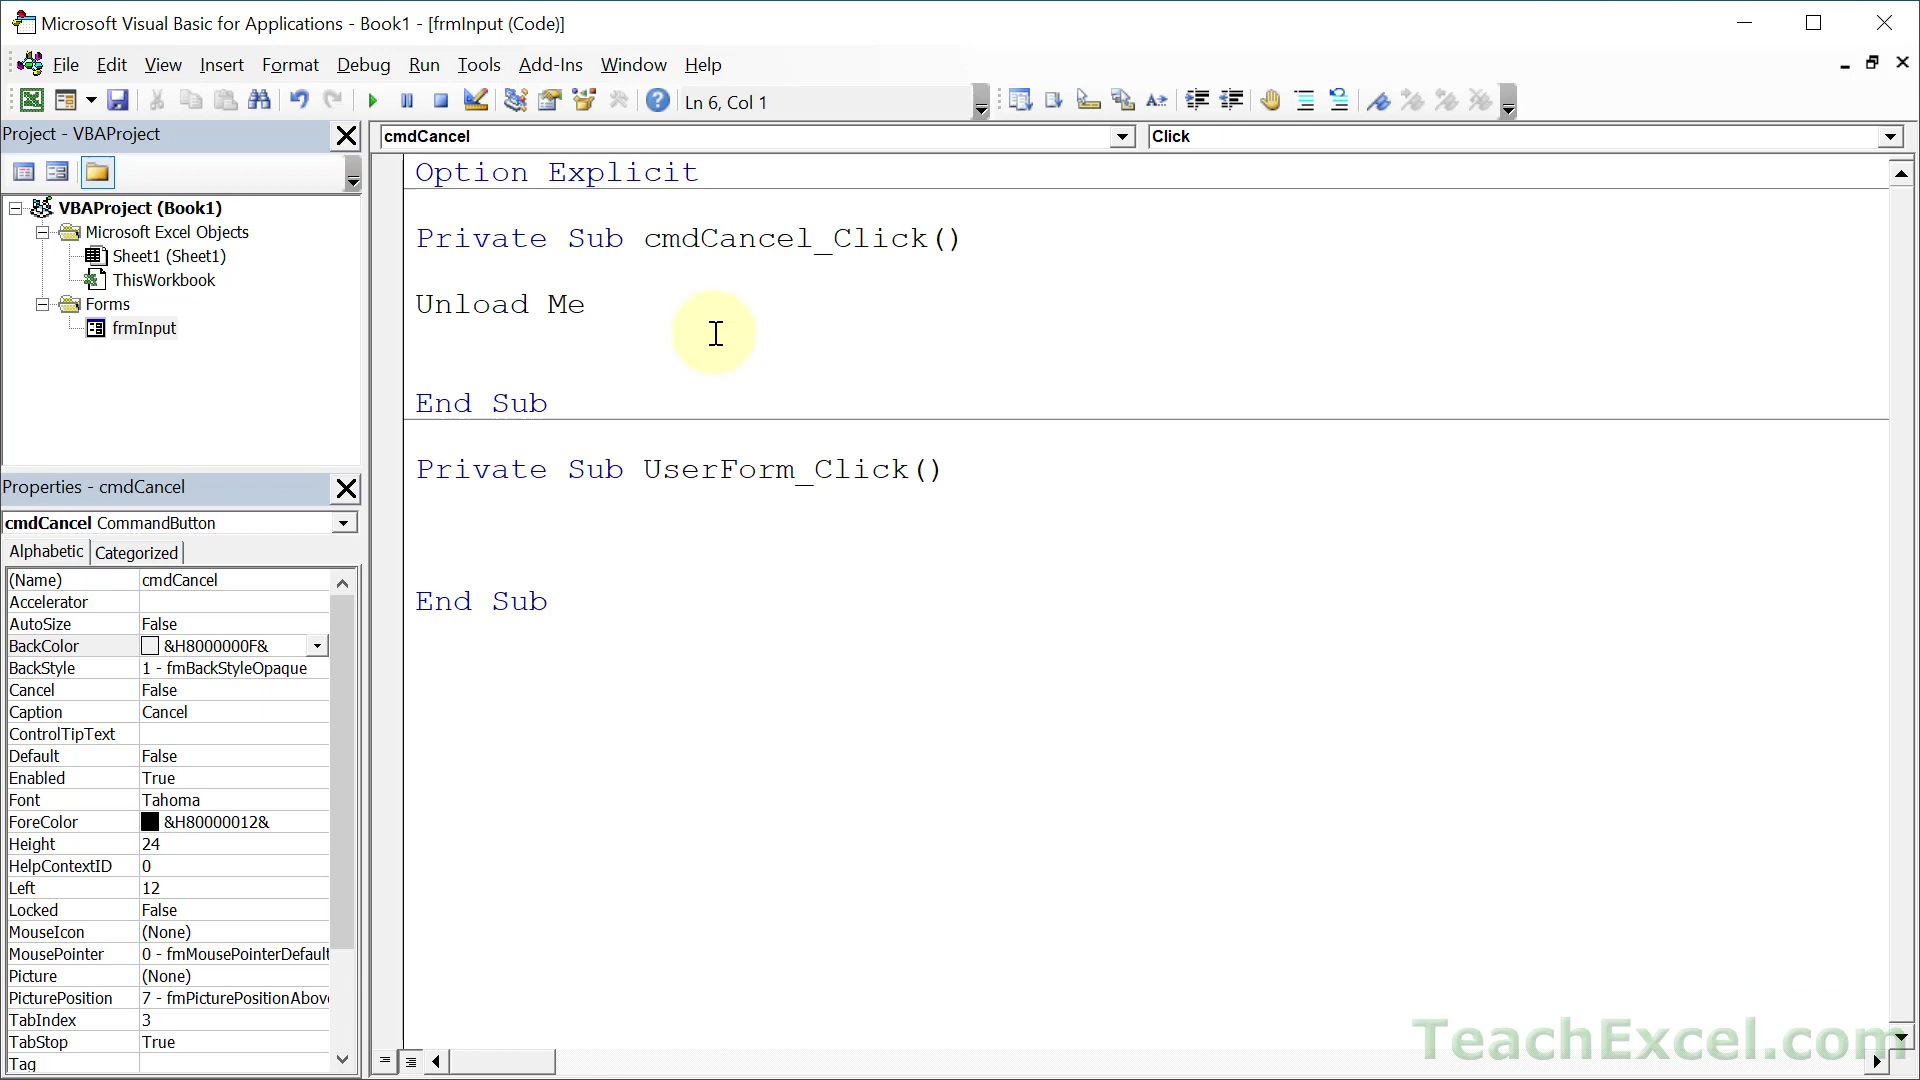 Microsoft Visual Basic for Applications - Book1 - [frmInput (Code)]
File Edit View Insert Format Debug Run Tools Add-Ins Window Help
Ln 6, Col 1
Project - VBAProject
cmdCancel
Click
VBAProject (Book1)
Microsoft Excel Objects
Sheet1 (Sheet1)
ThisWorkbook
Forms
frmInput
Option Explicit
Private Sub cmdCancel_Click()
Unload Me
End Sub
Private Sub UserForm_Click()
End Sub
Properties - cmdCancel
cmdCancel CommandButton
Alphabetic Categorized
(Name) cmdCancel
Accelerator
AutoSize False
BackColor &H8000000F&
BackStyle 1 - fmBackStyleOpaque
Cancel False
Caption Cancel
ControlTipText
Default False
Enabled True
Font Tahoma
ForeColor &H80000012&
Height 24
HelpContextID 0
Left 12
Locked False
MouseIcon (None)
MousePointer 0 - fmMousePointerDefault
Picture (None)
PicturePosition 7 - fmPicturePositionAbov
TabIndex 3
TabStop True
Tag
TeachExcel.com